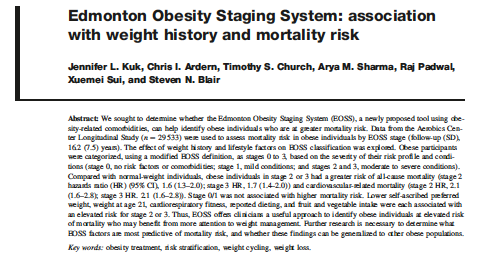 Edmonton Obesity Staging System: association
with weight history and mortality risk
Jennifer L. Kuk, Chris I. Ardern, Timothy S. Church, Arya M. Sharma, Raj Padwal,
Xuemei Sui, and Steven N. Blair
Abstract: We sought to determine whether the Edmonton Obesity Staging System (EOSS), a newly proposed tool using obe-
sity-related comorbidities, can help identify obese individuals who are at greater mortality risk. Data from the Aerobics Cen-
ter Longitudinal Study (n = 29 533) were used to assess mortality risk in obese individuals by EOSS stage (follow-up (SD),
16.2 (7.5) years). The effect of weight history and lifestyle factors on EOSS classification was explored. Obese participants
were categorized, using a modified EOSS definition, as stages 0 to 3, based on the severity of their risk profile and condi-
tions (stage 0, no risk factors or comorbidities; stage 1, mild conditions; and stages 2 and 3, moderate to severe conditions).
Compared with normal-weight individuals, obese individuals in stage 2 or 3 had a greater risk of all-cause mortality (stage 2
hazards ratio (HR) (95% CI), 1.6 (1.3–2.0); stage 3 HR, 1.7 (1.4–2.0)) and cardiovascular-related mortality (stage 2 HR, 2.1
(1.6–2.8); stage 3 HR, 2.1 (1.6–2.8)). Stage 0/1 was not associated with higher mortality risk. Lower self-ascribed preferred
weight, weight at age 21, cardiorespiratory fitness, reported dieting, and fruit and vegetable intake were each associated with
an elevated risk for stage 2 or 3. Thus, EOSS offers clinicians a useful approach to identify obese individuals at elevated risk
of mortality who may benefit from more attention to weight management. Further research is necessary to determine what
EOSS factors are most predictive of mortality risk, and whether these findings can be generalized to other obese populations.
Key words: obesity treatment, risk stratification, weight cycling, weight loss.